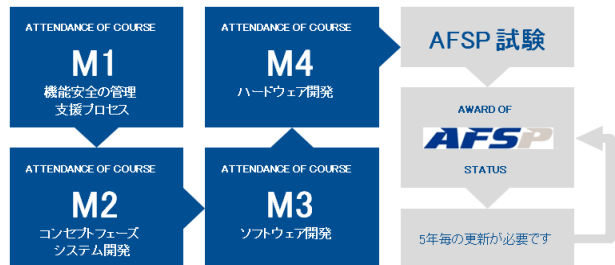 ATTENDANCE OF COURSE
M1
機能安全の管理
支援プロセス
ATTENDANCE OF COURSE
M2
コンセプトフェーズ
システム開発
ATTENDANCE OF COURSE
M3
ソフトウェア開発
ATTENDANCE OF COURSE
M4
ハードウェア開発
AFSP 試験
AWARD OF
AFSP
STATUS
5年毎の更新が必要です